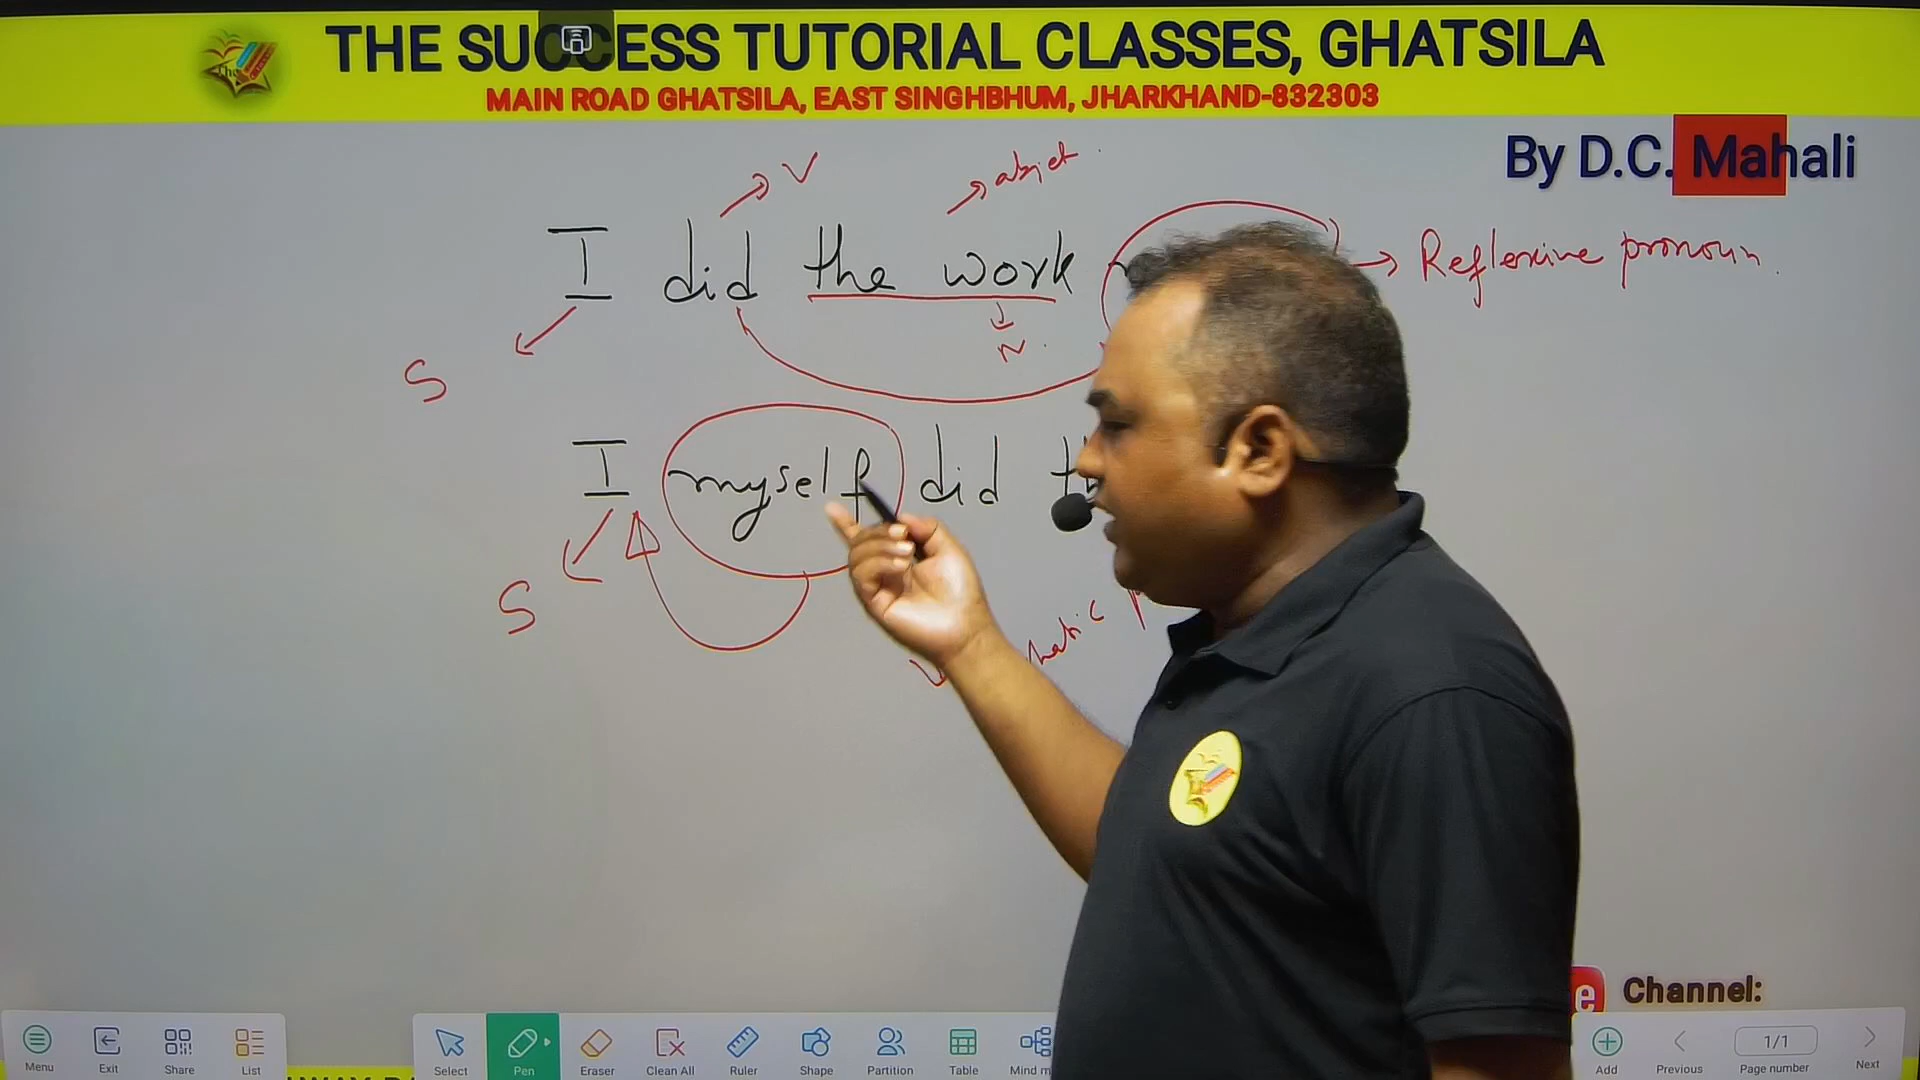 THE SUCCESS TUTORIAL CLASSES, GHATSILA
MAIN ROAD GHATSILA, EAST SINGHBHUM, JHARKHAND-832303
By D.C. Mahali
V
I did the work
Reflexive pronoun.
N.
S
I myself did
S
Channel:
Menu Exit Share List Select Pen Eraser Clean All Ruler Shape Partition Table Add Previous Page number Next
1/1